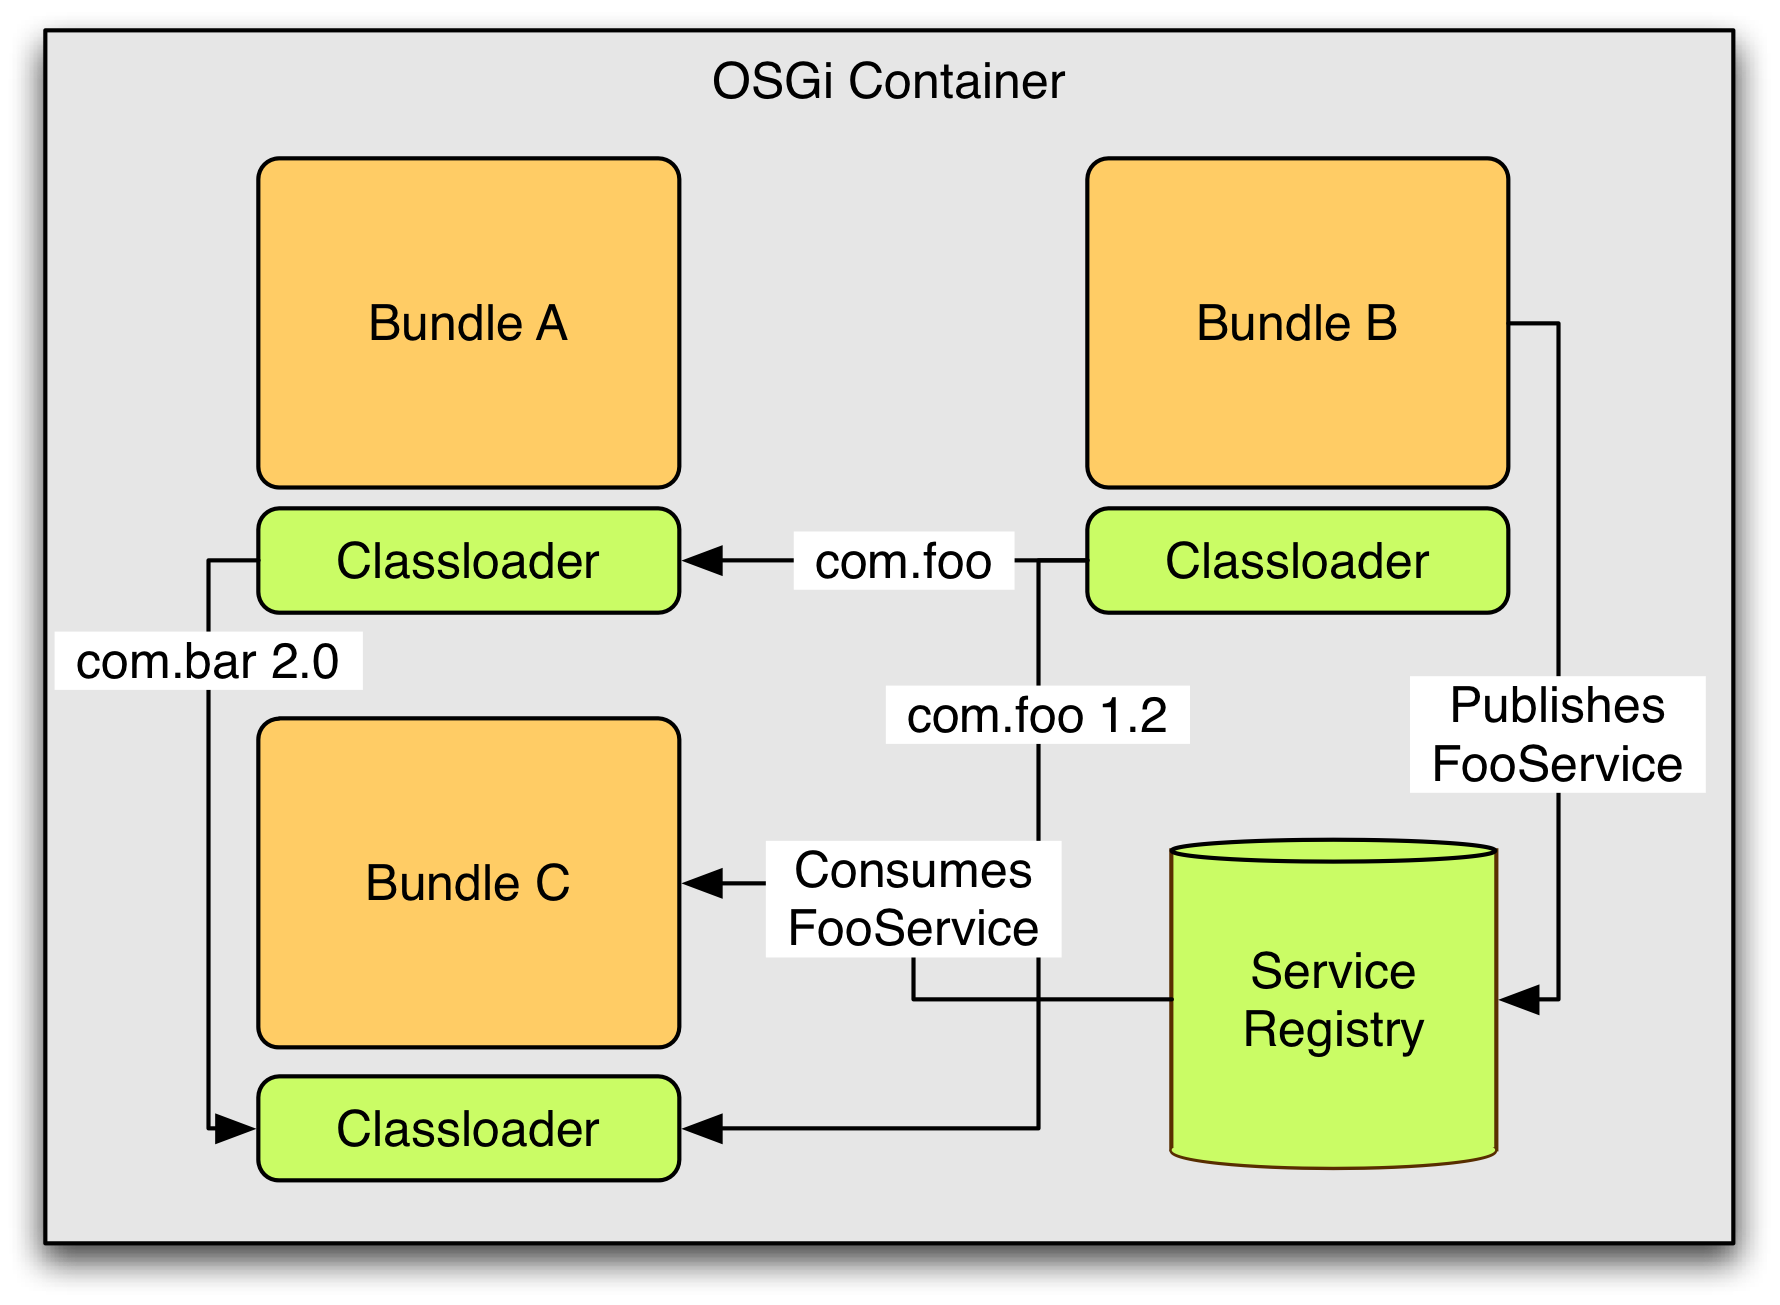 OSGi Container
Bundle A
Bundle B
Classloader
com.foo
Classloader
com.bar 2.0
com.foo 1.2
Publishes
FooService
Bundle C
Consumes
FooService
Service
Registry
Classloader